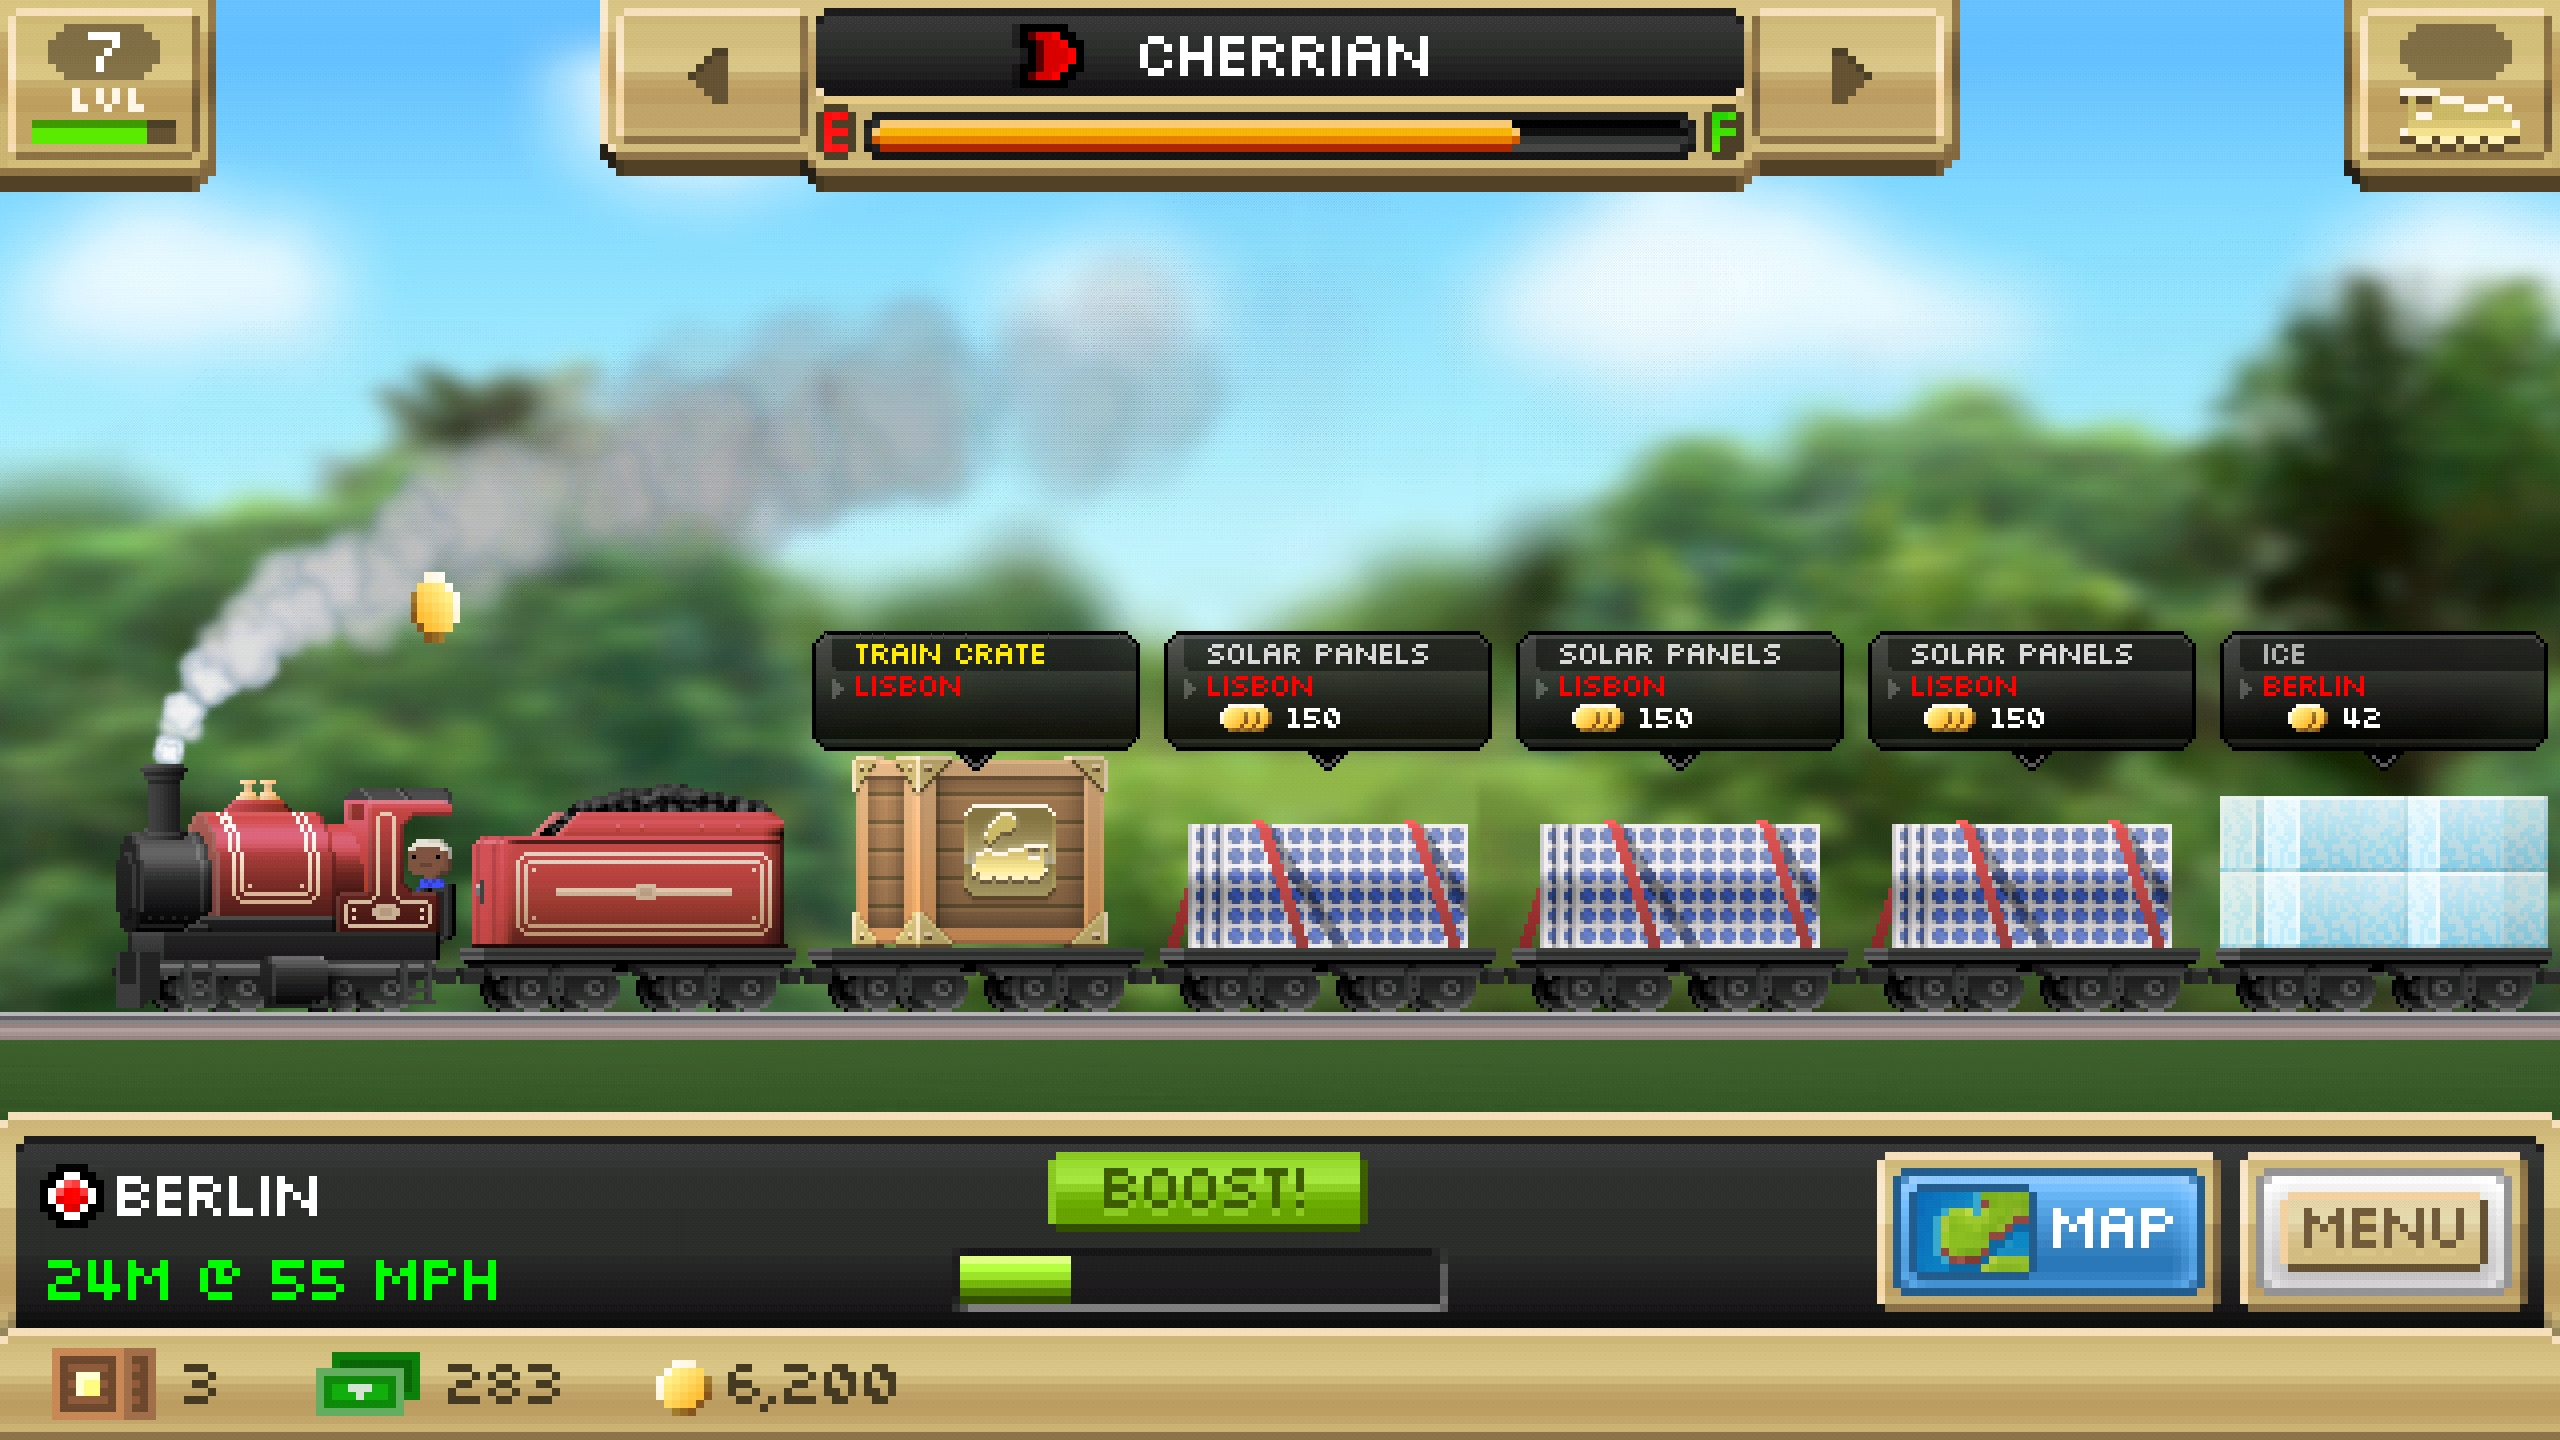 7
LVL
CHERRIAN
E F
TRAIN CRATE
LISBON
SOLAR PANELS
LISBON
150
SOLAR PANELS
LISBON
150
SOLAR PANELS
LISBON
150
ICE
BERLIN
42
BERLIN
24M @ 55 MPH
BOOST!
MAP
MENU
3
283
6,200